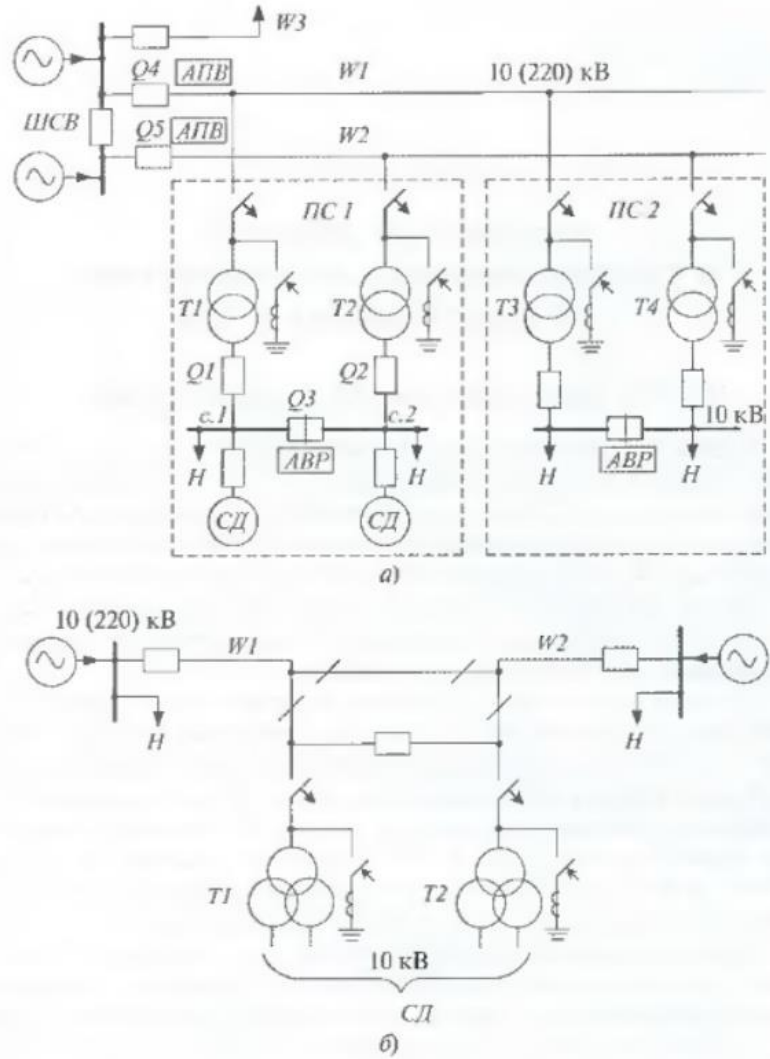 W3
Q4 АПВ W1 10 (220) кВ
ШСВ Q5 АПВ W2
ПС 1 ПС 2
T1 T2 T3 T4
Q1 Q2
с.1 Q3 с.2 10 кВ
Н АВР Н Н АВР Н
СД СД
а)
10 (220) кВ
W1 W2
Н Н
T1 T2
10 кВ
СД
б)